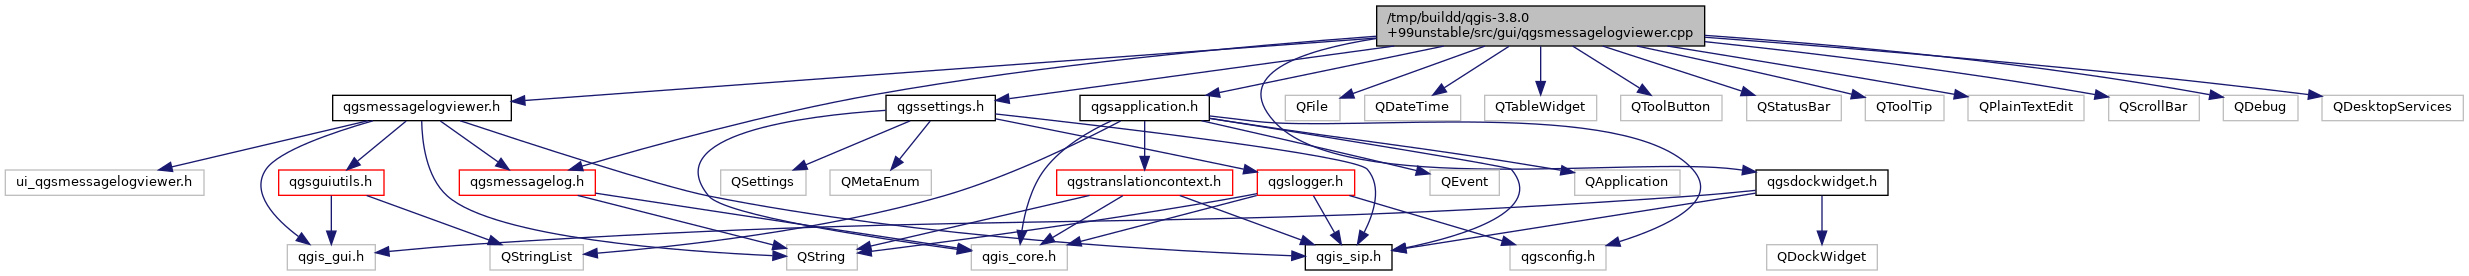 /tmp/buildd/qgis-3.8.0
+99unstable/src/gui/qgsmessagelogviewer.cpp
qgsmessagelogviewer.h
qgssettings.h
qgsapplication.h
QFile
QDateTime
QTableWidget
QToolButton
QStatusBar
QToolTip
QPlainTextEdit
QScrollBar
QDebug
QDesktopServices
ui_qgsmessagelogviewer.h
qgsguiutils.h
qgsmessagelog.h
QSettings
QMetaEnum
qgstranslationcontext.h
qgslogger.h
QEvent
QApplication
qgsdockwidget.h
qgis_gui.h
QStringList
QString
qgis_core.h
qgis_sip.h
qgsconfig.h
QDockWidget